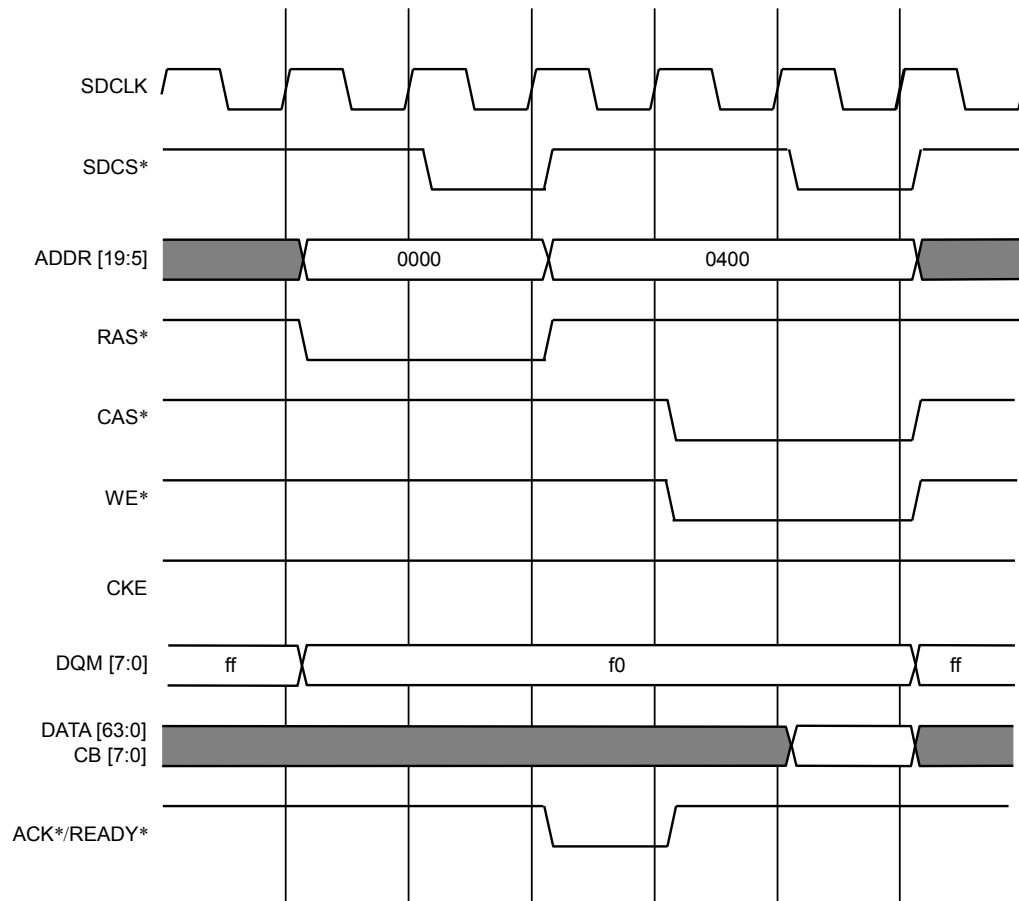 SDCLK
SDCS*
ADDR [19:5]
0000
0400
RAS*
CAS*
WE*
CKE
DQM [7:0]
ff
f0
ff
DATA [63:0]
CB [7:0]
ACK*/READY*